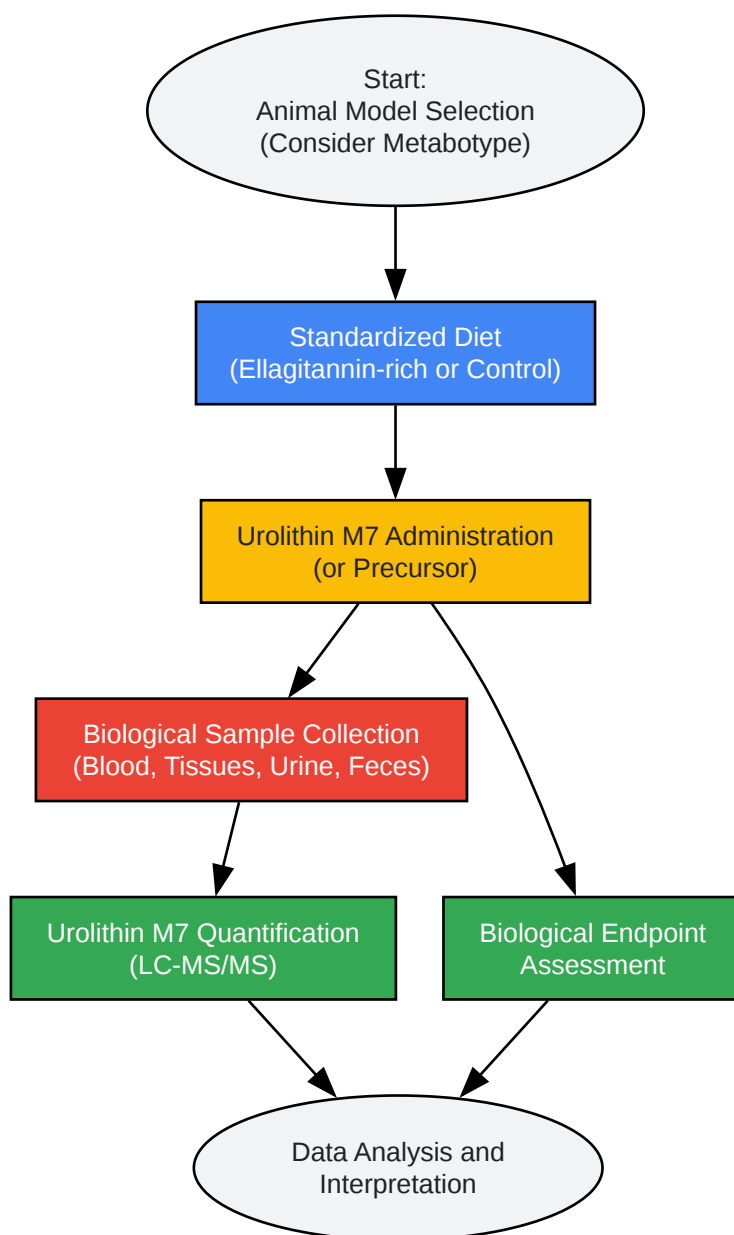 Start:
Animal Model Selection
(Consider Metabotype)
Standardized Diet
(Ellagitannin-rich or Control)
Urolithin M7 Administration
(or Precursor)
Biological Sample Collection
(Blood, Tissues, Urine, Feces)
Urolithin M7 Quantification
(LC-MS/MS)
Biological Endpoint
Assessment
Data Analysis and
Interpretation